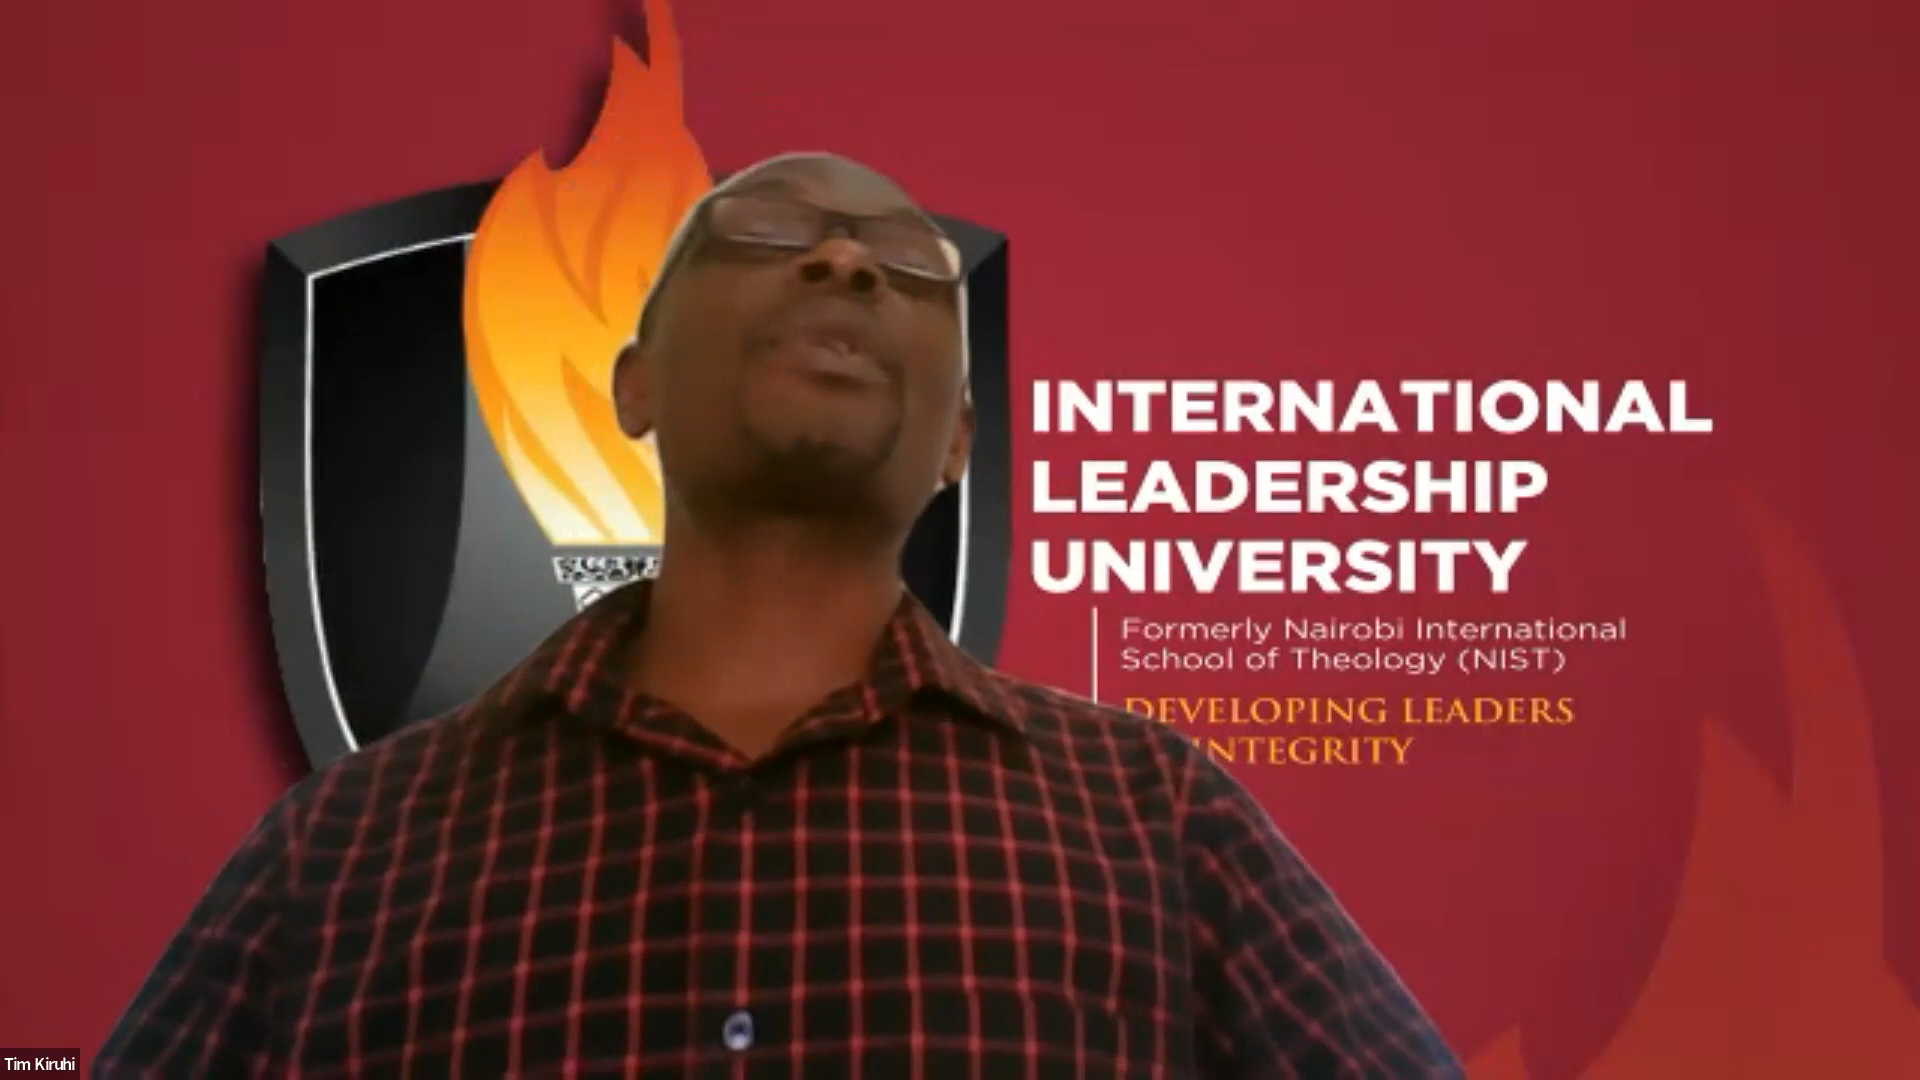 INTERNATIONAL
LEADERSHIP
UNIVERSITY
Formerly Nairobi International
School of Theology (NIST)
DEVELOPING LEADERS
INTEGRITY
Tim Kiruhi